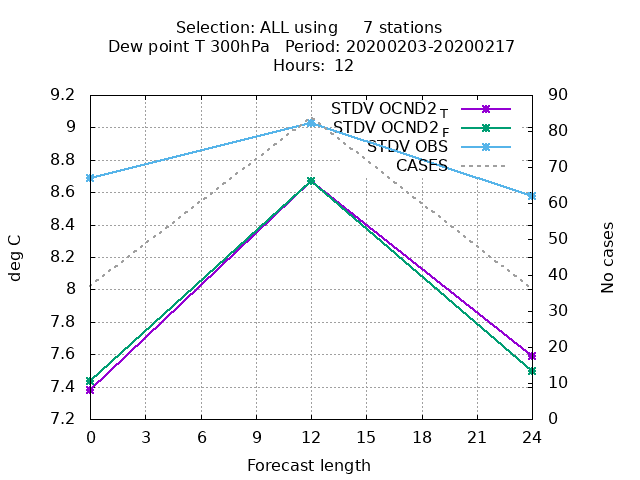 Selection: ALL using     7 stations
Dew point T 300hPa   Period: 20200203-20200217
Hours: 12
9.2
9
8.8
8.6
8.4
8.2
8
7.8
7.6
7.4
7.2
deg C
STDV OCND2 T
STDV OCND2 F
STDV OBS
CASES
90
80
70
60
50
40
30
20
10
0
No cases
0 3 6 9 12 15 18 21 24
Forecast length